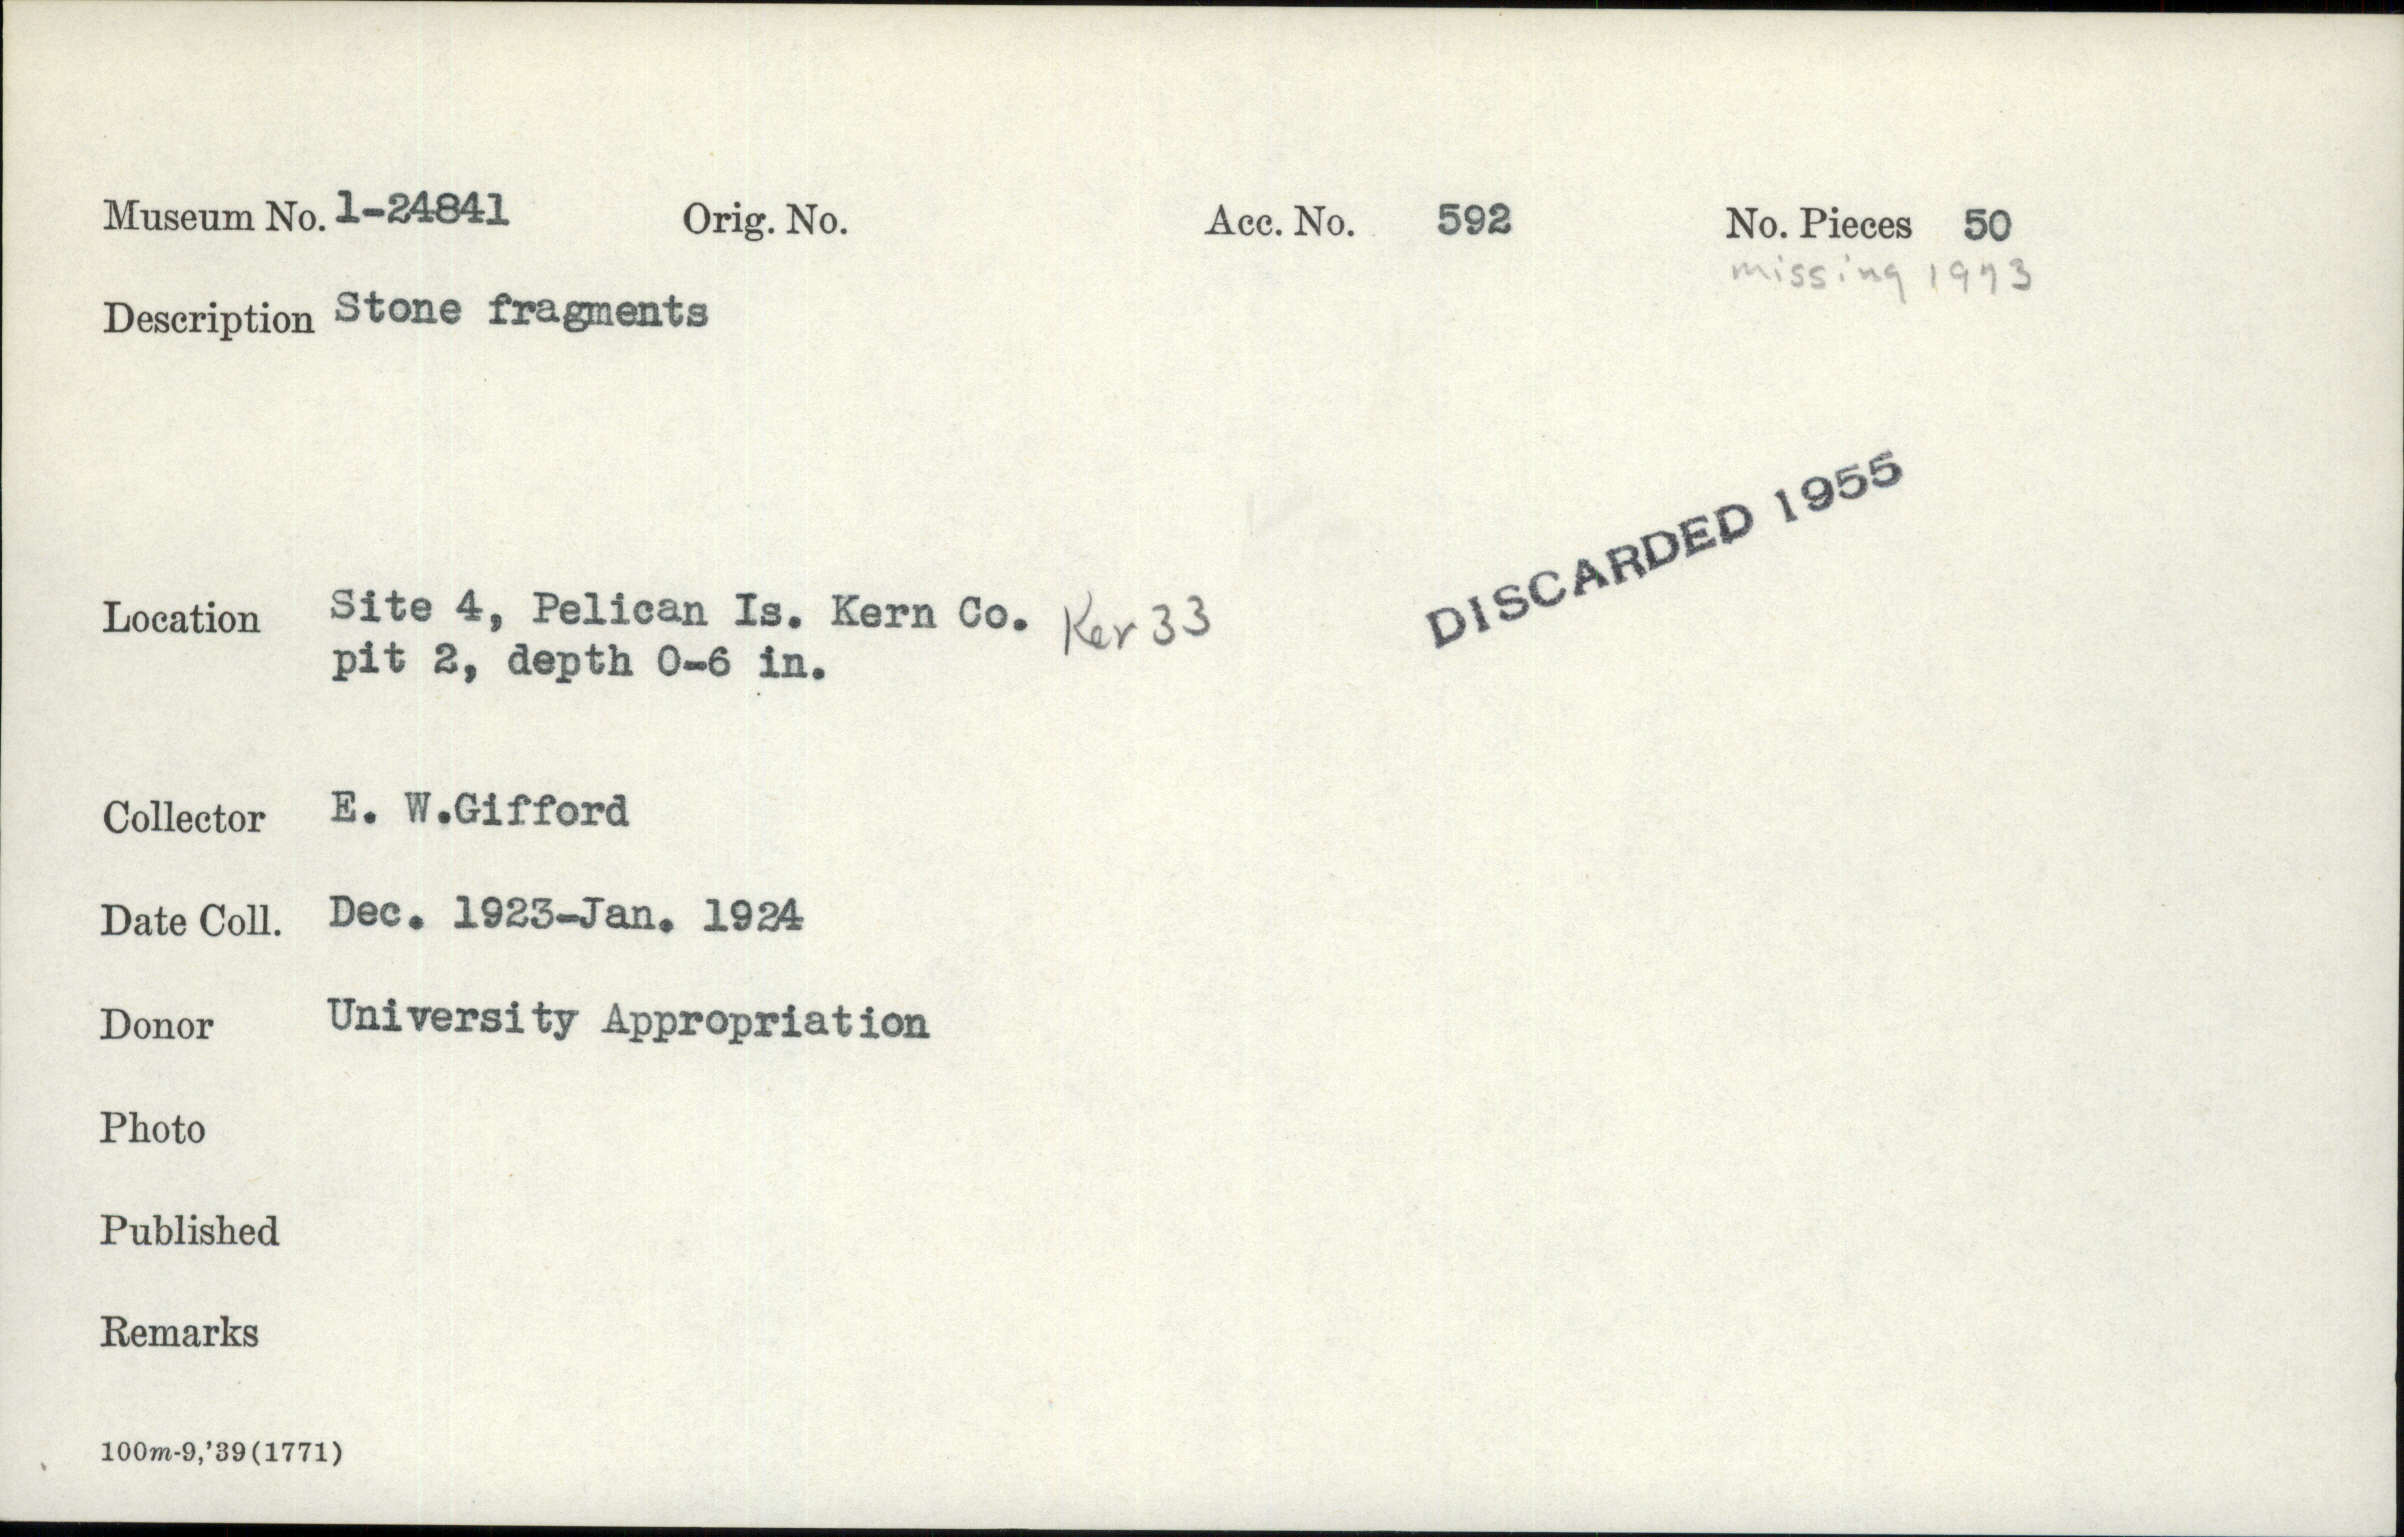 Museum No. 1-24841 Orig. No. Acc. No. 592 No. Pieces 50
missing 1973
Description Stone fragments
DISCARDED 1955
Location Site 4, Pelican Is. Kern Co. Ker 33
pit 2, depth 0-6 in.
Collector E. W.Gifford
Date Coll. Dec. 1923-Jan. 1924
Donor University Appropriation
Photo
Published
Remarks
100m-9,'39(1771)